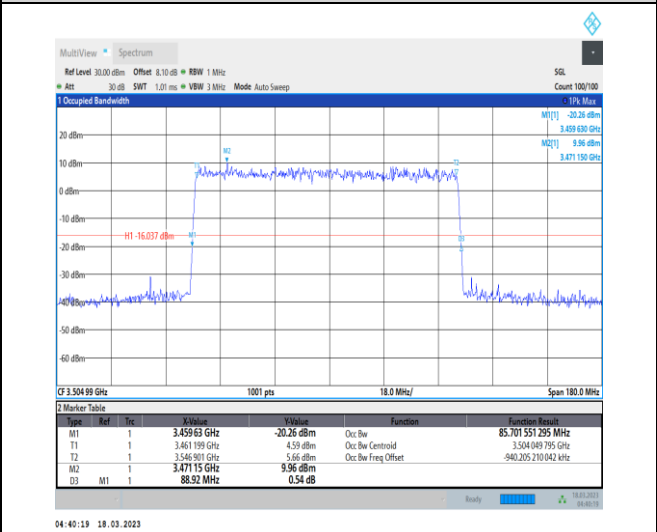 MultiView Spectrum
Ref Level 30.00 dBm Offset 8.10 dB RBW 1 MHz SGL
Att 30 dB SWT 1.01 ms VBW 3 MHz Mode Auto Sweep Count 100/100
1 Occupied Bandwidth 1Pk Max
M1[1] -20.26 dBm
3.459 630 GHz
20 dBm
M2[1] 9.96 dBm
M2
3.471 150 GHz
10 dBm
T1 T2
0 dBm
-10 dBm
H1 -16.037 dBm M1
D3
-20 dBm
-30 dBm
-40 dBm
-50 dBm
-60 dBm
CF 3.504 99 GHz 1001 pts 18.0 MHz/ Span 180.0 MHz
2 Marker Table
Type Ref Trc X-Value Y-Value Function Function Result
M1 1 3.459 63 GHz -20.26 dBm Occ Bw 85.701 551 295 MHz
T1 1 3.461 199 GHz 4.59 dBm Occ Bw Centroid 3.504 049 795 GHz
T2 1 3.546 901 GHz 5.66 dBm Occ Bw Freq Offset -940.205 210 042 kHz
M2 1 3.471 15 GHz 9.96 dBm
D3 M1 1 88.92 MHz 0.54 dB
Ready 18.03.2023
04:40:19
04:40:19 18.03.2023